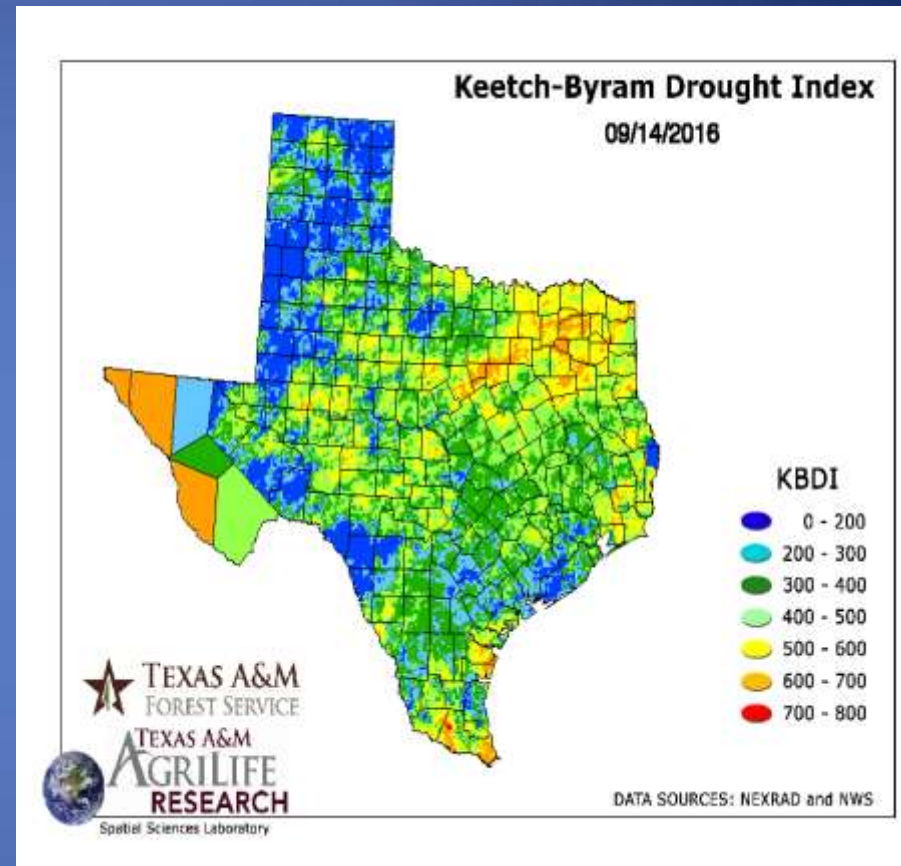 Keetch-Byram Drought Index
09/14/2016
KBDI
0 - 200
200 - 300
300 - 400
400 - 500
500 - 600
600 - 700
700 - 800
TEXAS A&M
FOREST SERVICE
TEXAS A&M
AGRILIFE
RESEARCH
Spatial Sciences Laboratory
DATA SOURCES: NEXRAD and NWS